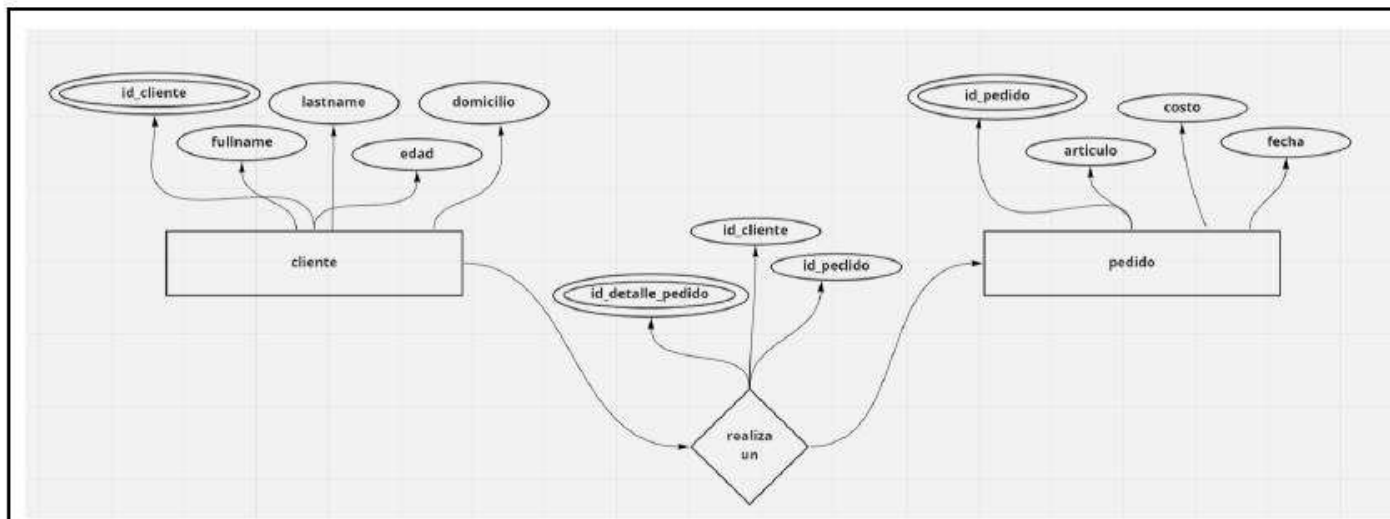 id_cliente
lastname
domicilio
fullname
edad
cliente
id_pedido
costo
articulo
fecha
pedido
id_cliente
id_pedido
id_detalle_pedido
realiza
un